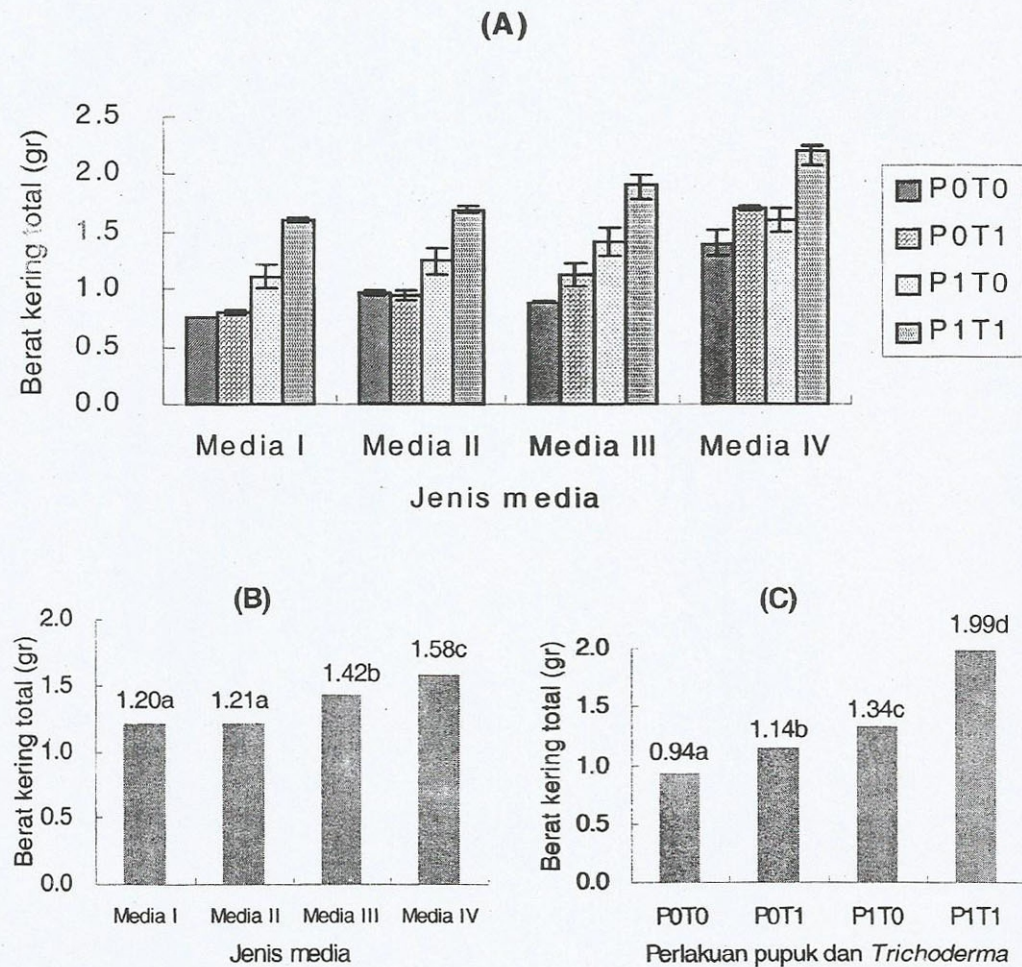 (A)
Berat kering total (gr)
2.5
2.0
1.5
1.0
0.5
0.0
Media I Media II Media III Media IV
Jenis media
P0T0
P0T1
P1T0
P1T1
(B)
Berat kering total (gr)
2.0
1.5
1.0
0.5
0.0
1.20a 1.21a 1.42b 1.58c
Media I Media II Media III Media IV
Jenis media
(C)
Berat kering total (gr)
2.0
1.5
1.0
0.5
0.0
0.94a 1.14b 1.34c 1.99d
P0T0 P0T1 P1T0 P1T1
Perlakuan pupuk dan Trichoderma